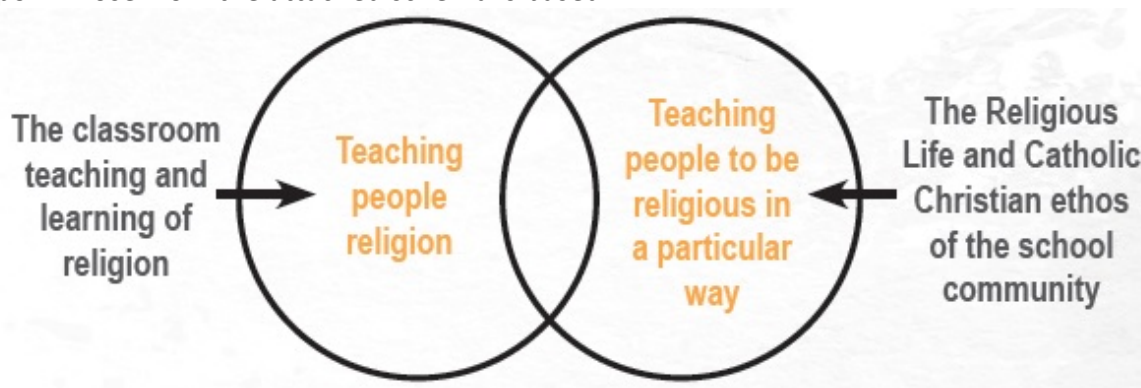 The classroom
teaching and
learning of
religion
Teaching
people
religion
Teaching
people to be
religious in
a particular
way
The Religious
Life and Catholic
Christian ethos
of the school
community